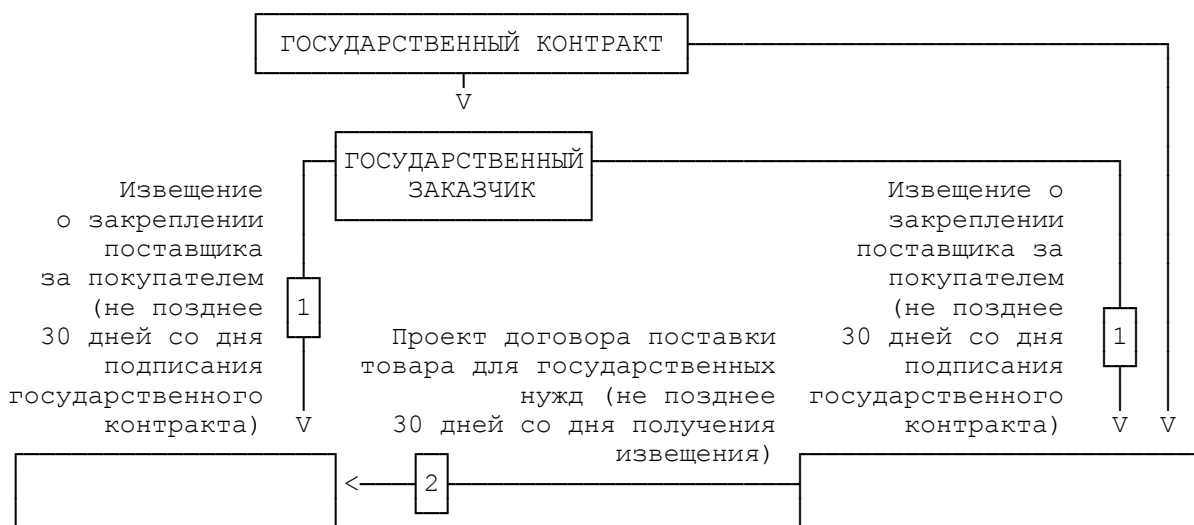 ГОСУДАРСТВЕННЫЙ КОНТРАКТ
V
ГОСУДАРСТВЕННЫЙ
ЗАКАЗЧИК
Извещение
о закреплении
поставщика
за покупателем
(не позднее
30 дней со дня
подписания
государственного
контракта)
1
V
Проект договора поставки
товара для государственных
нужд (не позднее
30 дней со дня получения
извещения)
Извещение о
закреплении
поставщика за
покупателем
(не позднее
30 дней со дня
подписания
государственного
контракта)
1
V V
< 2